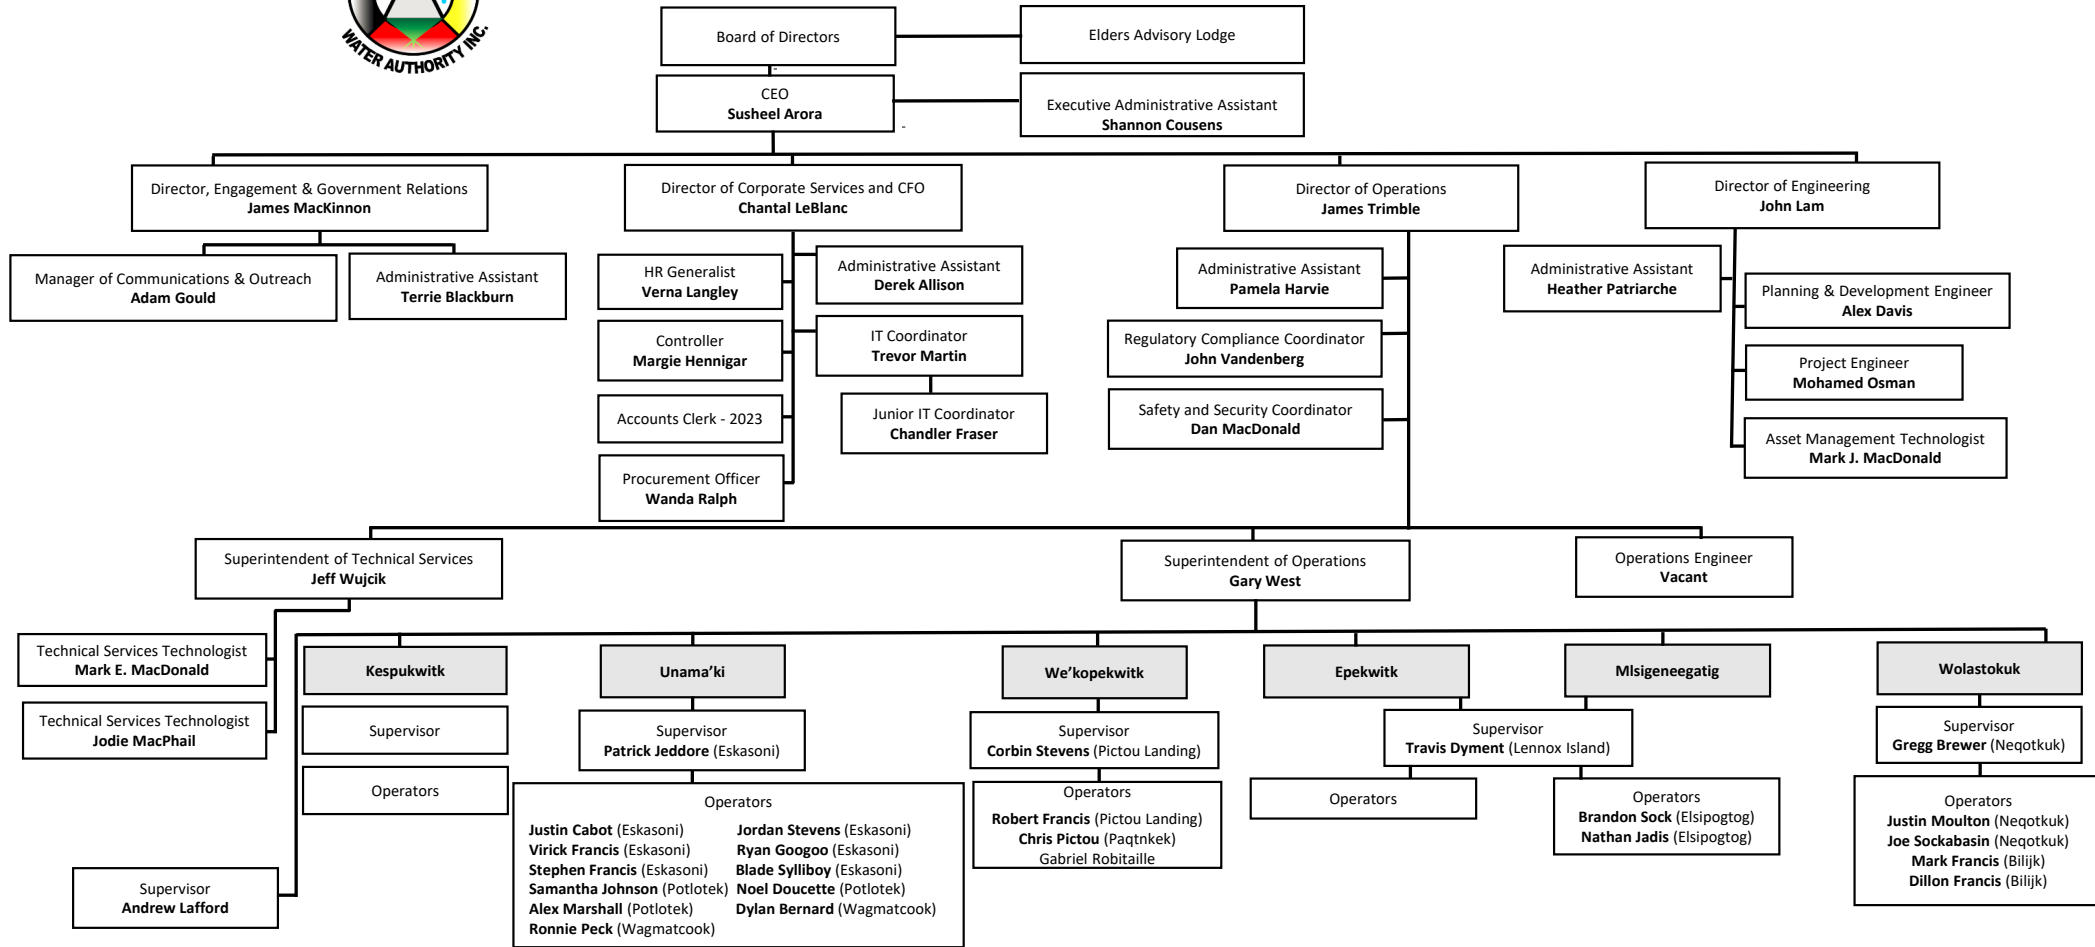 WATER AUTHORITY INC.
Board of Directors
Elders Advisory Lodge
CEO
Susheel Arora
Executive Administrative Assistant
Shannon Cousens
Director, Engagement & Government Relations
James MacKinnon
Director of Corporate Services and CFO
Chantal LeBlanc
Director of Operations
James Trimble
Director of Engineering
John Lam
Manager of Communications & Outreach
Adam Gould
Administrative Assistant
Terrie Blackburn
HR Generalist
Verna Langley
Administrative Assistant
Derek Allison
Controller
Margie Hennigar
IT Coordinator
Trevor Martin
Accounts Clerk - 2023
Junior IT Coordinator
Chandler Fraser
Procurement Officer
Wanda Ralph
Administrative Assistant
Pamela Harvie
Regulatory Compliance Coordinator
John Vandenberg
Safety and Security Coordinator
Dan MacDonald
Administrative Assistant
Heather Patriarche
Planning & Development Engineer
Alex Davis
Project Engineer
Mohamed Osman
Asset Management Technologist
Mark J. MacDonald
Superintendent of Technical Services
Jeff Wujcik
Superintendent of Operations
Gary West
Operations Engineer
Vacant
Technical Services Technologist
Mark E. MacDonald
Technical Services Technologist
Jodie MacPhail
Supervisor
Andrew Lafford
Kespukwitk
Supervisor
Operators
Unama'ki
Supervisor
Patrick Jeddore (Eskasoni)
Operators
Justin Cabot (Eskasoni) Jordan Stevens (Eskasoni)
Virick Francis (Eskasoni) Ryan Googoo (Eskasoni)
Stephen Francis (Eskasoni) Blade Sylliboy (Eskasoni)
Samantha Johnson (Potlotek) Noel Doucette (Potlotek)
Alex Marshall (Potlotek) Dylan Bernard (Wagmatcook)
Ronnie Peck (Wagmatcook)
We'kopekwitk
Supervisor
Corbin Stevens (Pictou Landing)
Operators
Robert Francis (Pictou Landing)
Chris Pictou (Paqtnkek)
Gabriel Robitaille
Epekwitk
Mlsigeneegatig
Supervisor
Travis Dyment (Lennox Island)
Operators
Operators
Brandon Sock (Elsipogtog)
Nathan Jadis (Elsipogtog)
Wolastokuk
Supervisor
Gregg Brewer (Neqotkuk)
Operators
Justin Moulton (Neqotkuk)
Joe Sockabasin (Neqotkuk)
Mark Francis (Bilijk)
Dillon Francis (Bilijk)